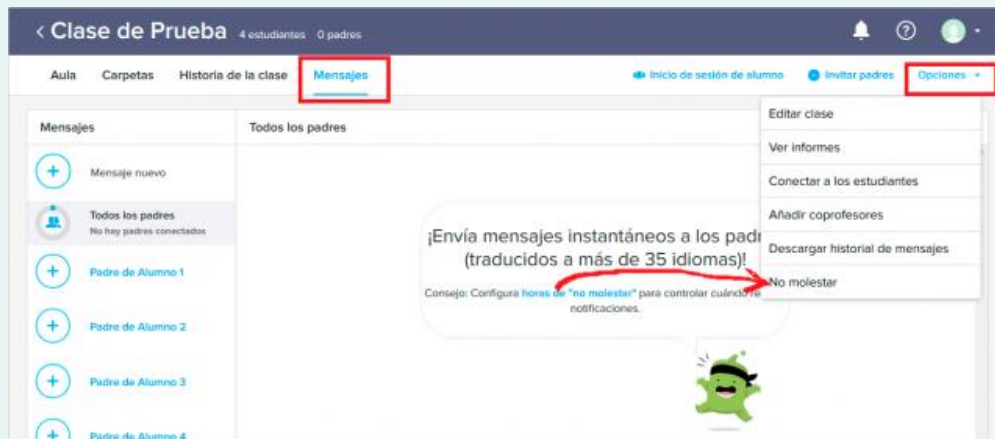 < Clase de Prueba 4 estudiantes 0 padres
Aula Carpetas Historia de la clase Mensajes Inicio de sesión de alumno Invitar padres Opciones
Mensajes
Mensaje nuevo
Todos los padres
No hay padres conectados
Padre de Alumno 1
Padre de Alumno 2
Padre de Alumno 3
Padre de Alumno 4
Todos los padres
¡Envía mensajes instantáneos a los pad
(traducidos a más de 35 idiomas)!
Consejo: Configura horas de "no molestar" para controlar cuándo re
notificaciones.
Editar clase
Ver informes
Conectar a los estudiantes
Añadir coprofesores
Descargar historial de mensajes
No molestar